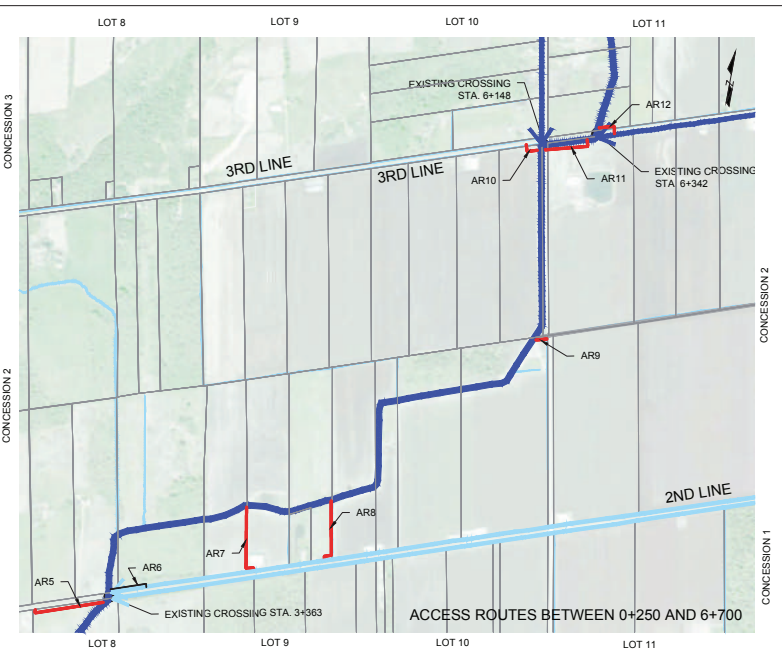 LOT 8
LOT 9
LOT 10
LOT 11
CONCESSION 3
EXISTING CROSSING
STA. 6+148
N
AR12
3RD LINE
3RD LINE
AR10
AR11
EXISTING CROSSING
STA. 6+342
CONCESSION 2
CONCESSION 2
AR9
2ND LINE
AR8
AR7
AR6
AR5
CONCESSION 1
EXISTING CROSSING STA. 3+363
ACCESS ROUTES BETWEEN 0+250 AND 6+700
LOT 8
LOT 9
LOT 10
LOT 11